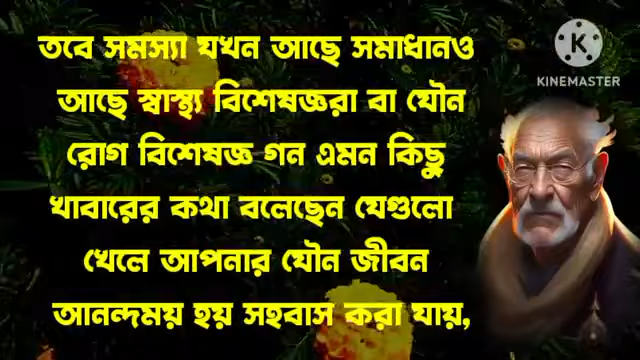 তবে সমস্যা যখন আছে সমাধানও
আছে স্বাস্থ্য বিশেষজ্ঞরা বা যৌন
রোগ বিশেষজ্ঞ গন এমন কিছু
খাবারের কথা বলেছেন যেগুলো
খেলে আপনার যৌন জীবন
আনন্দময় হয় সহবাস করা যায়,
K
KINEMASTER